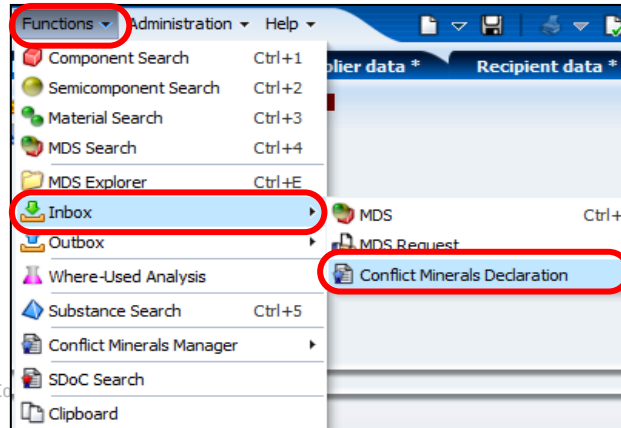 Functions Administration Help
Component Search Ctrl+1
plier data * Recipient data *
Semicomponent Search Ctrl+2
Material Search Ctrl+3
MDS Search Ctrl+4
MDS Explorer Ctrl+E
Inbox
MDS Ctrl+
Outbox
MDS Request
Where-Used Analysis
Conflict Minerals Declaration
Substance Search Ctrl+5
Conflict Minerals Manager
SDoC Search
Clipboard